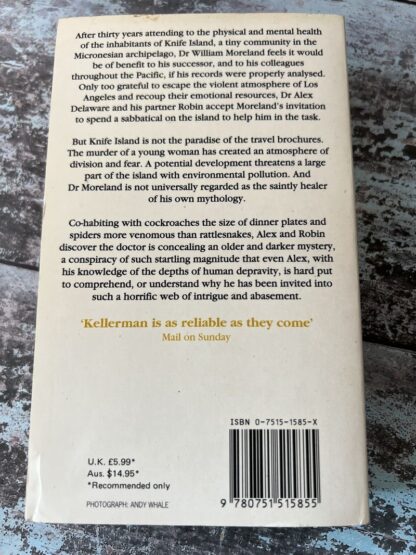 After thirty years attending to the physical and mental health
of the inhabitants of Knife Island, a tiny community in the
Micronesian archipelago, Dr William Moreland feels it would
be of benefit to his successor, and to his colleagues
throughout the Pacific, if his records were properly analysed.
Only too grateful to escape the violent atmosphere of Los
Angeles and recoup their emotional resources, Dr Alex
Delaware and his partner Robin accept Moreland's invitation
to spend a sabbatical on the island to help him in the task.
But Knife Island is not the paradise of the travel brochures.
The murder of a young woman has created an atmosphere of
division and fear. A potential development threatens a large
part of the island with environmental pollution. And
Dr Moreland is not universally regarded as the saintly healer
of his own mythology.
Co-habiting with cockroaches the size of dinner plates and
spiders more venomous than rattlesnakes, Alex and Robin
discover the doctor is concealing an older and darker mystery,
a conspiracy of such startling magnitude that even Alex, with
his knowledge of the depths of human depravity, is hard put
to comprehend, or understand why he has been invited into
such a horrific web of intrigue and abasement.
'Kellerman is as reliable as they come'
Mail on Sunday
ISBN 0-7515-1585-X
U.K. £5.99*
Aus. $14.95*
*Recommended only
PHOTOGRAPH: ANDY WHALE
9 780751 515855